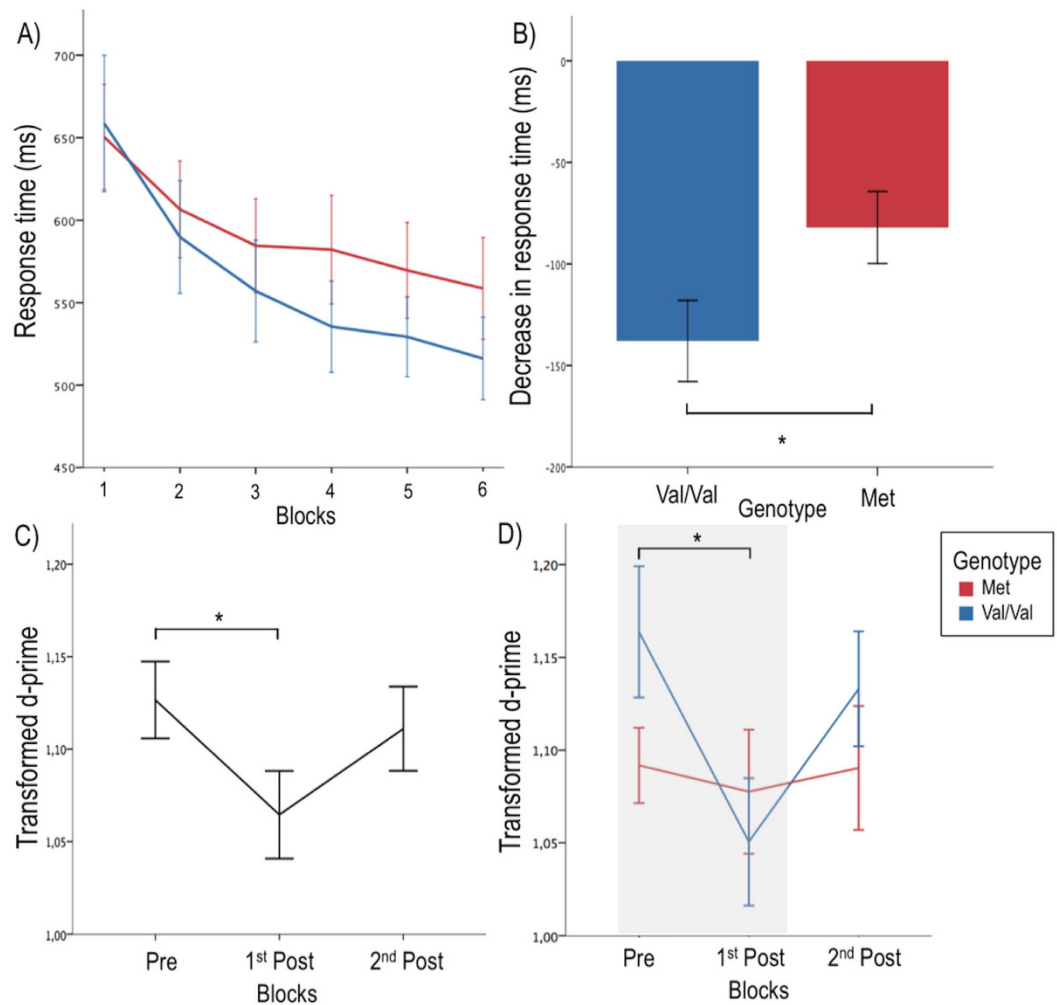 A)
Response time (ms)
700
650
600
550
500
450
1 2 3 4 5 6
Blocks
B)
Decrease in response time (ms)
0
-50
-100
-150
-200
*
Val/Val Met
Genotype
C)
Transformed d-prime
1,20
1,15
1,10
1,05
1,00
*
Pre 1st Post 2nd Post
Blocks
D)
Transformed d-prime
1,20
1,15
1,10
1,05
1,00
*
Pre 1st Post 2nd Post
Blocks
Genotype
Met
Val/Val